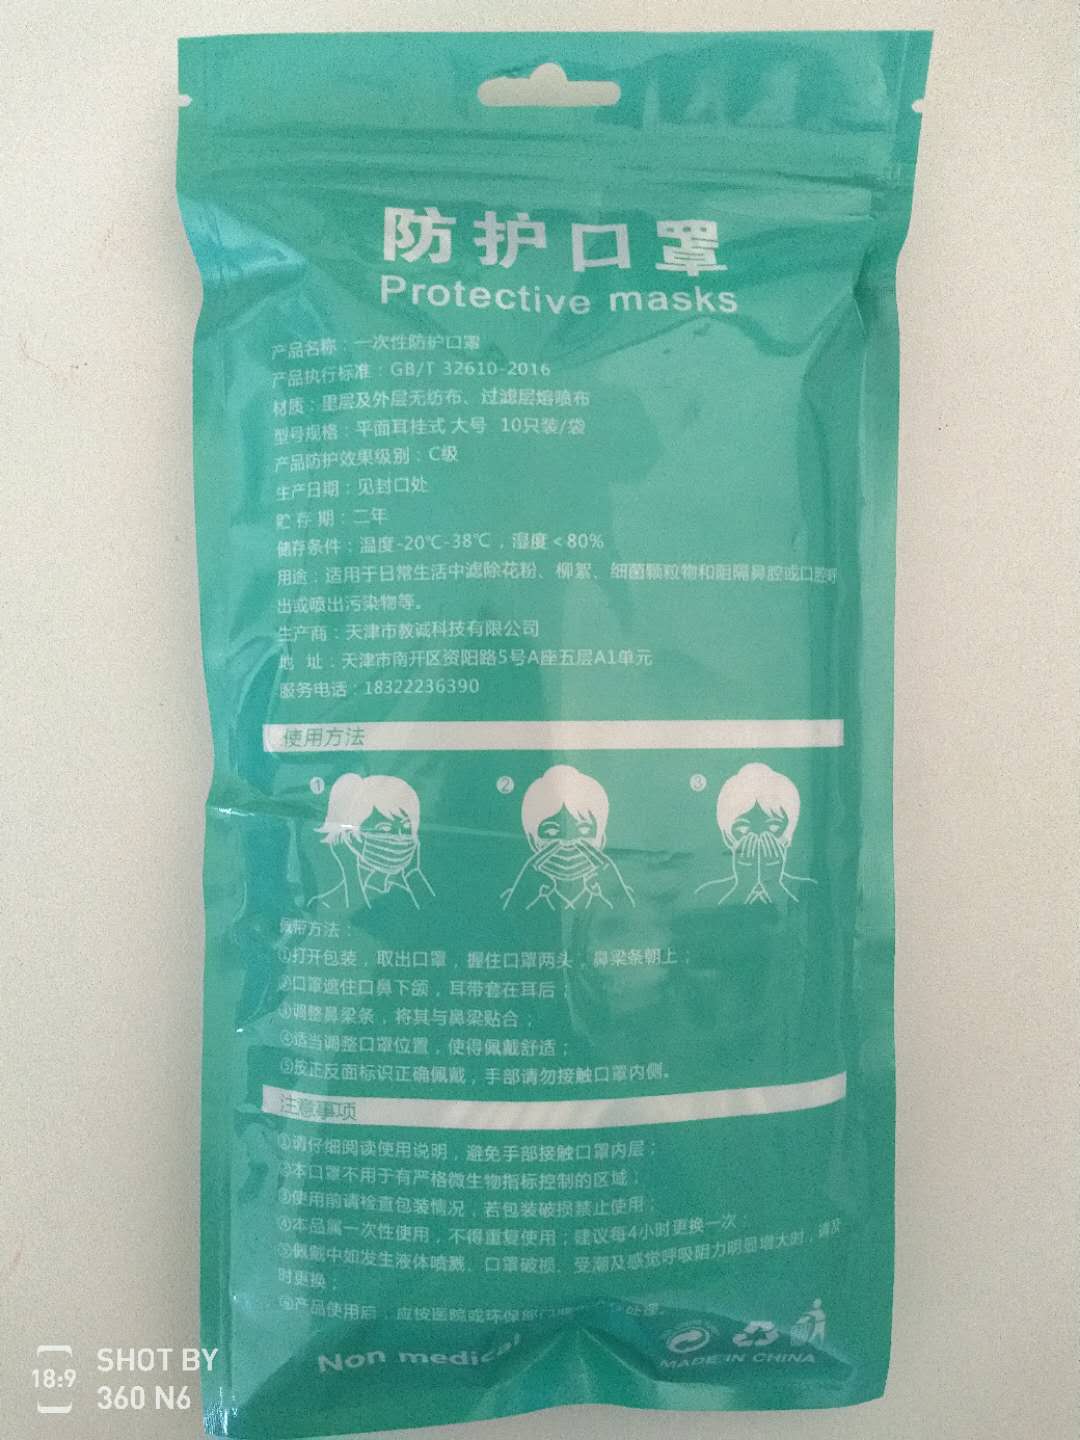 防护口罩
Protective masks
产品名称：一次性防护口罩
产品执行标准：GB/T 32610-2016
材质：里层及外层无纺布、过滤层熔喷布
型号规格：平面耳挂式 大号 10只装/袋
产品防护效果级别：C级
生产日期：见封口处
贮存期：二年
储存条件：温度-20℃-38℃，湿度＜80%
用途：适用于日常生活中滤除花粉、柳絮、细菌颗粒物和阻隔鼻腔或口腔呼
出或喷出污染物等。
生产商：天津市教诚科技有限公司
地 址：天津市南开区资阳路5号A座五层A1单元
服务电话：18322236390
使用方法
1 2 3
佩带方法：
①打开包装，取出口罩，握住口罩两头，鼻梁条朝上；
②口罩遮住口鼻下颌，耳带套在耳后；
③调整鼻梁条，将其与鼻梁贴合；
④适当调整口罩位置，使得佩戴舒适；
⑤按正反面标识正确佩戴，手部请勿接触口罩内侧。
注意事项
①请仔细阅读使用说明，避免手部接触口罩内层；
②本口罩不用于有严格微生物指标控制的区域；
③使用前请检查包装情况，若包装破损禁止使用；
④本品属一次性使用，不得重复使用；建议每4小时更换一次；
⑤佩戴中如发生液体喷溅、口罩破损、受潮及感觉呼吸阻力明显增大时，请及
时更换；
⑥产品使用后，应按医院或环保部门 处理。
Non medical
MADE IN CHINA
18:9
SHOT BY
360 N6